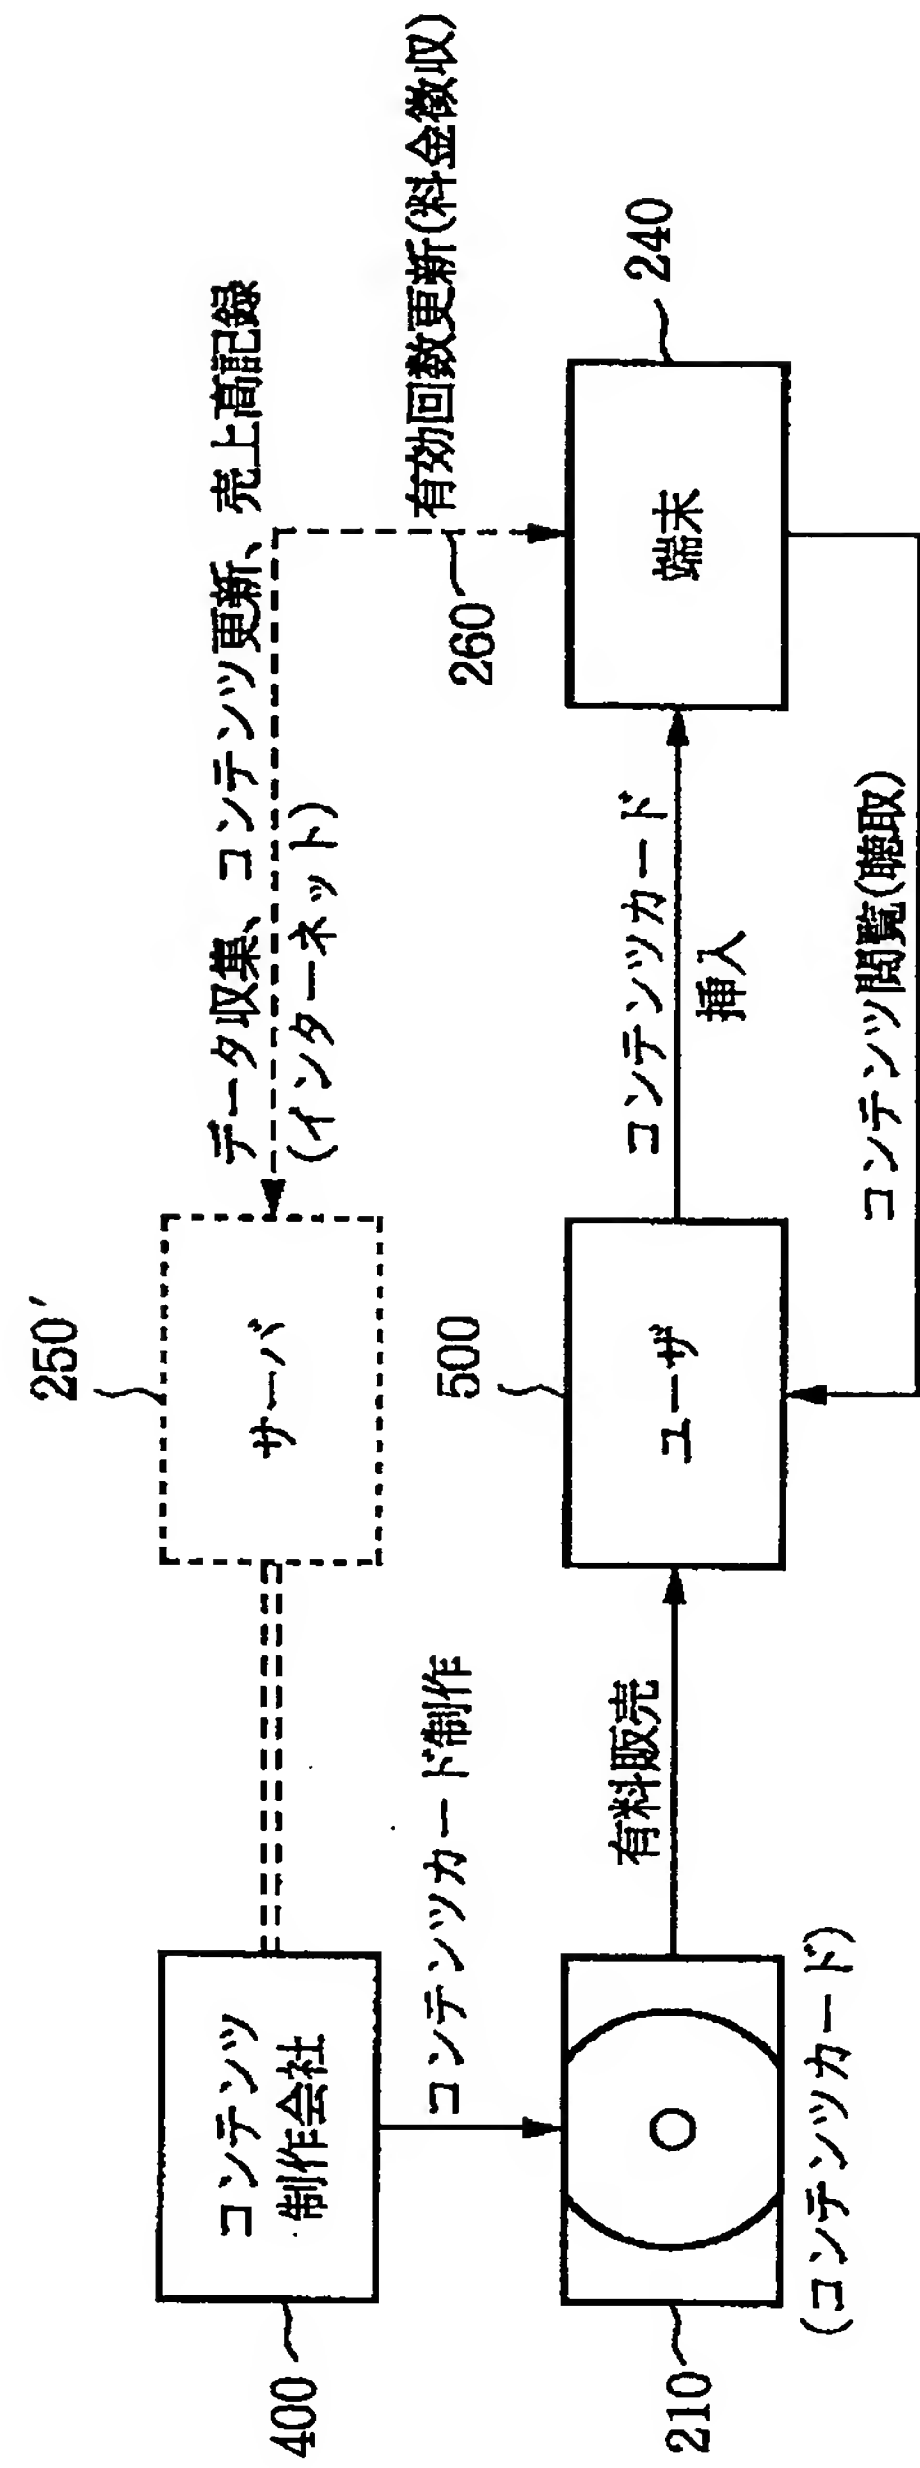 400
コンテンツ
制作会社
250′
サーバ
データ収集、コンテンツ更新、売上高記録
(インターネット)
コンテンツカード制作
有効回数更新(料金徴収)
260
210
(コンテンツカード)
有料販売
500
ユーザ
コンテンツカード
挿入
240
端末
コンテンツ閲覧(聴取)